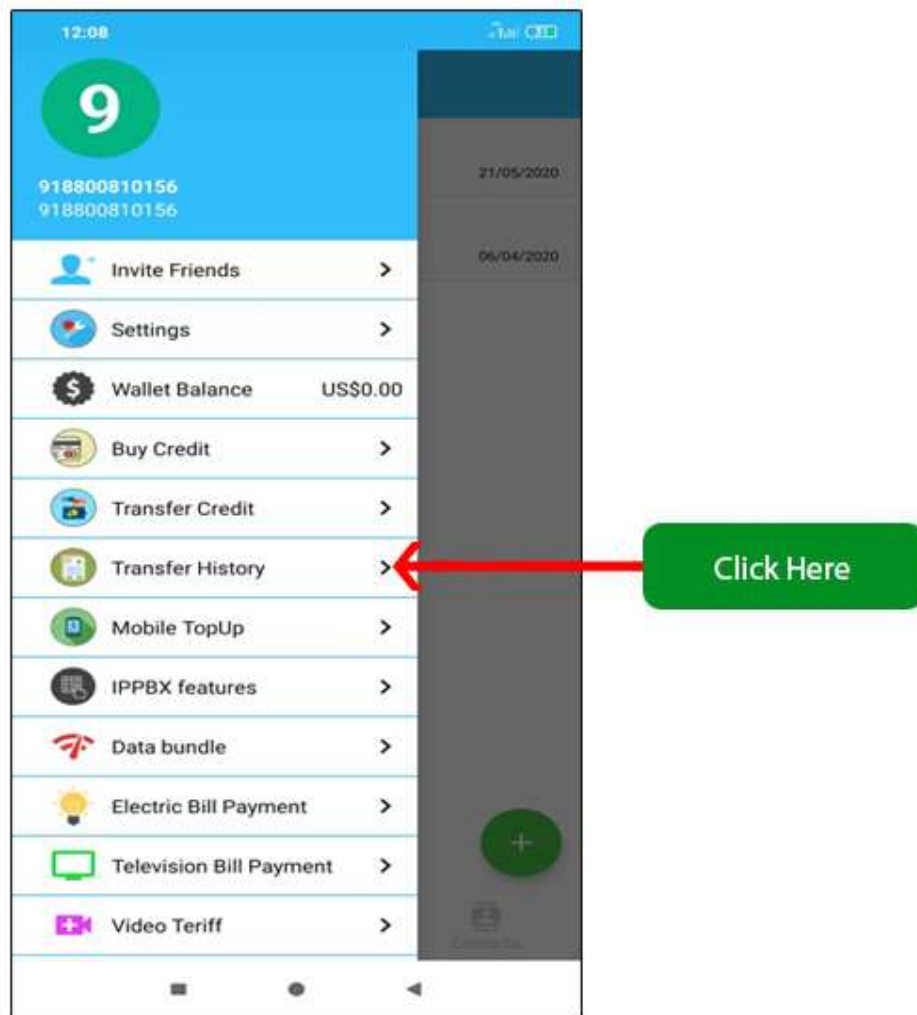 12:08
9
918800810156
918800810156
21/05/2020
06/04/2020
Invite Friends
Settings
Wallet Balance US$0.00
Buy Credit
Transfer Credit
Transfer History
Click Here
Mobile TopUp
IPPBX features
Data bundle
Electric Bill Payment
Television Bill Payment
Video Teriff
Contacts